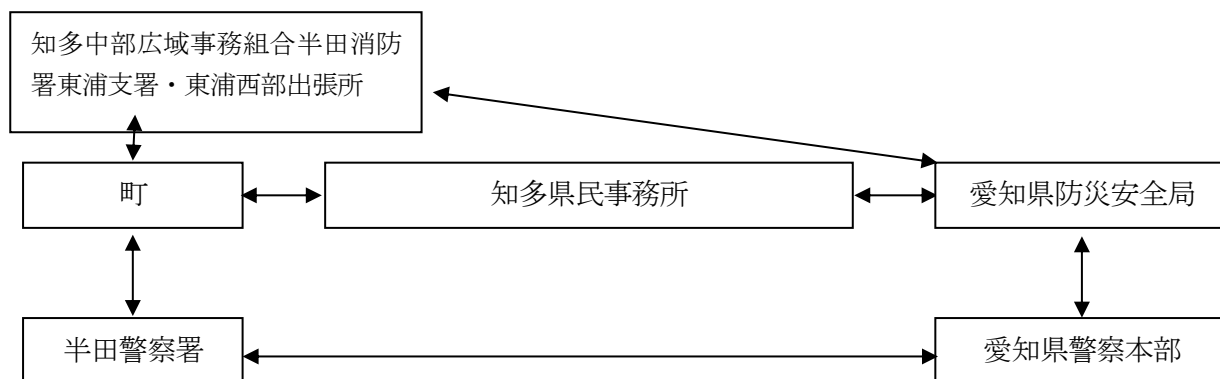 知多中部広域事務組合半田消防
署東浦支署・東浦西部出張所
町
知多県民事務所
愛知県防災安全局
半田警察署
愛知県警察本部